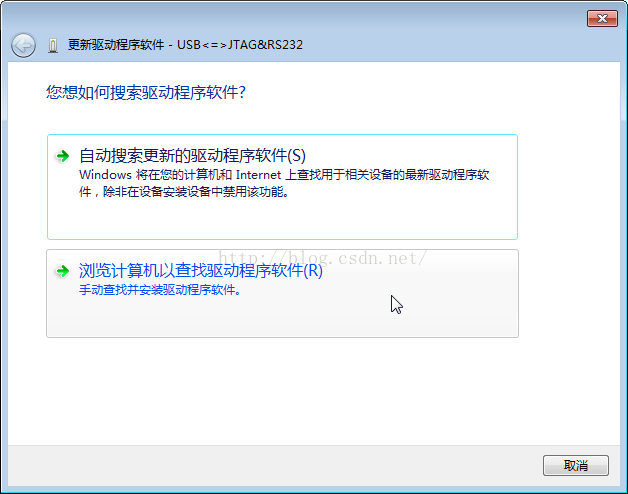 更新驱动程序软件 - USB<=>JTAG&RS232
您想如何搜索驱动程序软件?
自动搜索更新的驱动程序软件(S)
Windows 将在您的计算机和 Internet 上查找用于相关设备的最新驱动程序软
件，除非在设备安装设置中禁用该功能。
http://blog.csdn.net/
浏览计算机以查找驱动程序软件(R)
手动查找并安装驱动程序软件。
取消